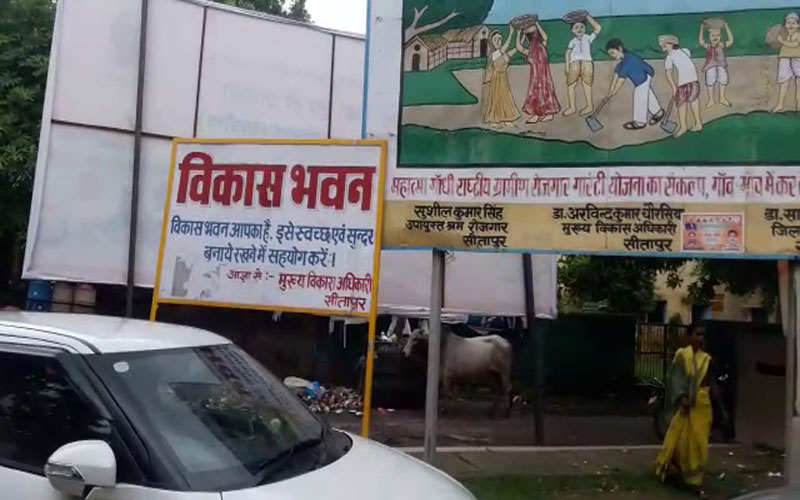 विकास भवन
विकास भवन आपका है, इसे स्वच्छ एवं सुन्दर
बनाये रखने में सहयोग करें।
आज्ञा से :- मुख्य विकास अधिकारी
सीतापुर
महात्मा गाँधी राष्ट्रीय ग्रामीण रोजगार गारंटी योजना का संकल्प, गाँव-गाँव में
सुशील कुमार सिंह
उपायुक्त श्रम रोजगार
सीतापुर
डा. अरविन्द कुमार चौरसिया
मुख्य विकास अधिकारी
सीतापुर
डा.